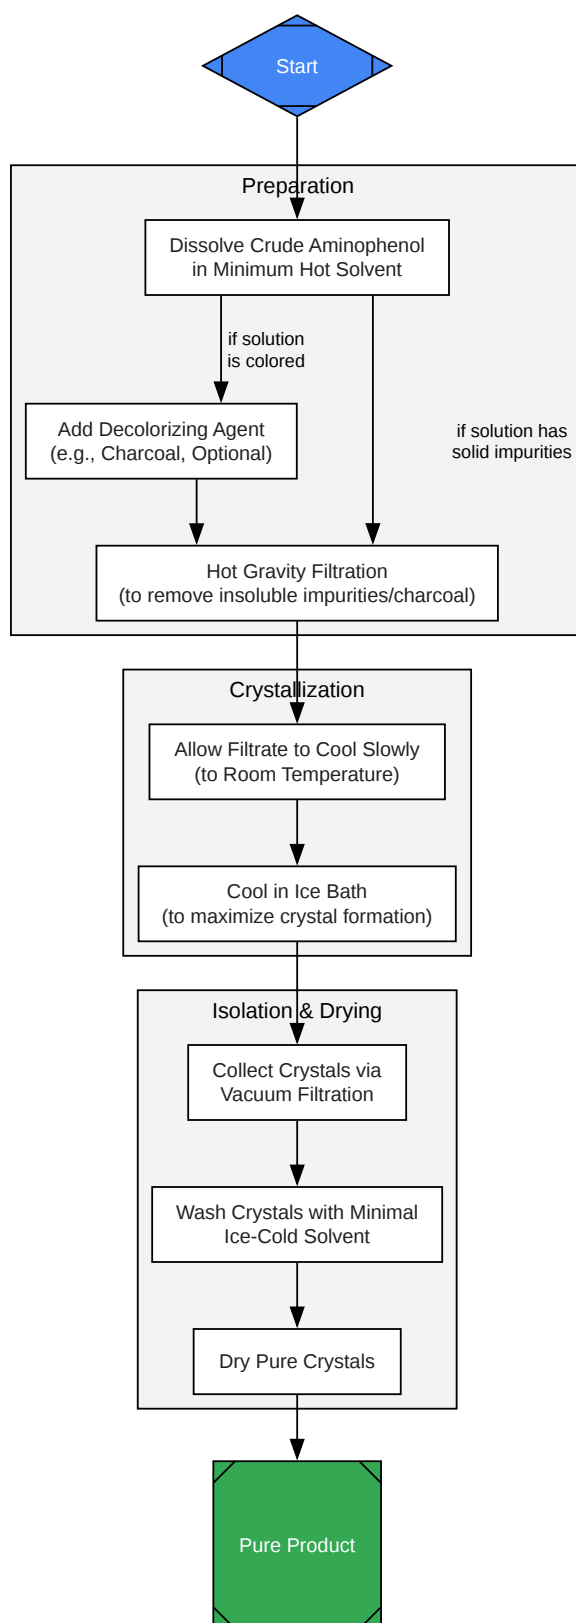 Start
Preparation
Dissolve Crude Aminophenol
in Minimum Hot Solvent
if solution
is colored
Add Decolorizing Agent
(e.g., Charcoal, Optional)
if solution has
solid impurities
Hot Gravity Filtration
(to remove insoluble impurities/charcoal)
Crystallization
Allow Filtrate to Cool Slowly
(to Room Temperature)
Cool in Ice Bath
(to maximize crystal formation)
Isolation & Drying
Collect Crystals via
Vacuum Filtration
Wash Crystals with Minimal
Ice-Cold Solvent
Dry Pure Crystals
Pure Product